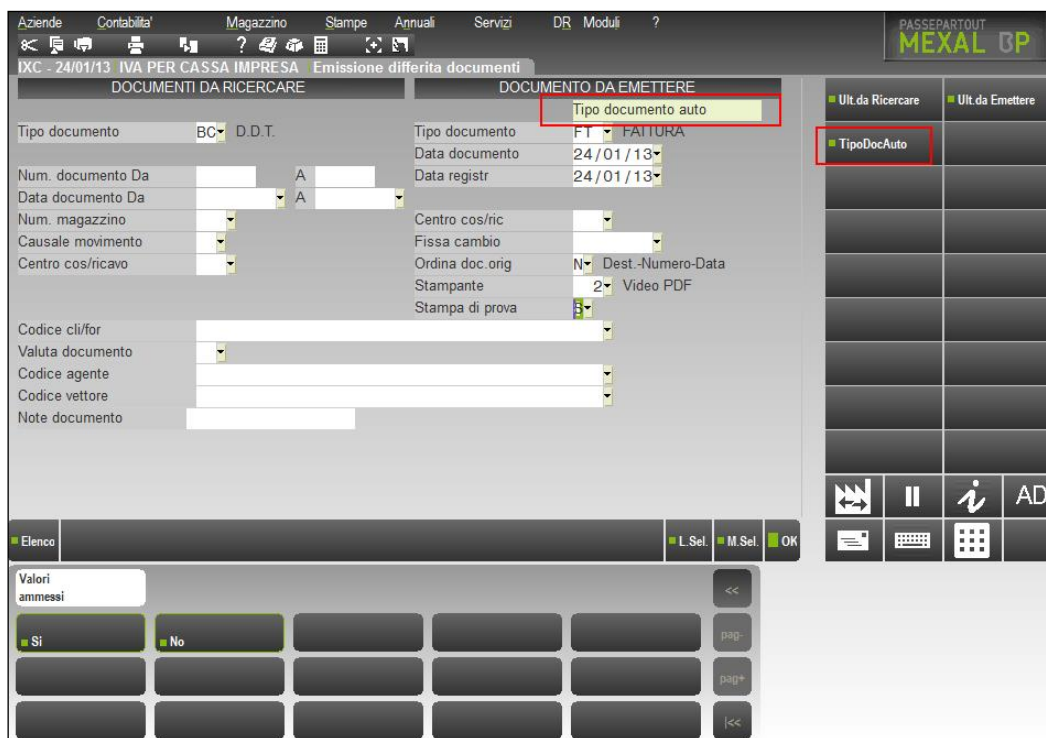 Aziende Contabilita' Magazzino Stampe Annuali Servizi DR Moduli ?
PASSEPARTOUT
MEXAL BP
IXC - 24/01/13 IVA PER CASSA IMPRESA Emissione differita documenti
DOCUMENTI DA RICERCARE DOCUMENTO DA EMETTERE
Tipo documento auto
Tipo documento BC D.D.T. Tipo documento FT FATTURA
Data documento 24/01/13
Num. documento Da A Data registr 24/01/13
Data documento Da A
Num. magazzino Centro cos/ric
Causale movimento Fissa cambio
Centro cos/ricavo Ordina doc.orig N Dest.-Numero-Data
Stampante 2 Video PDF
Stampa di prova
Codice cli/for
Valuta documento
Codice agente
Codice vettore
Note documento
Ult.da Ricercare Ult.da Emettere
TipoDocAuto
AD
Elenco L.Sel. M.Sel. OK
Valori
ammessi
<<
Si No pag-
pag+
|<<